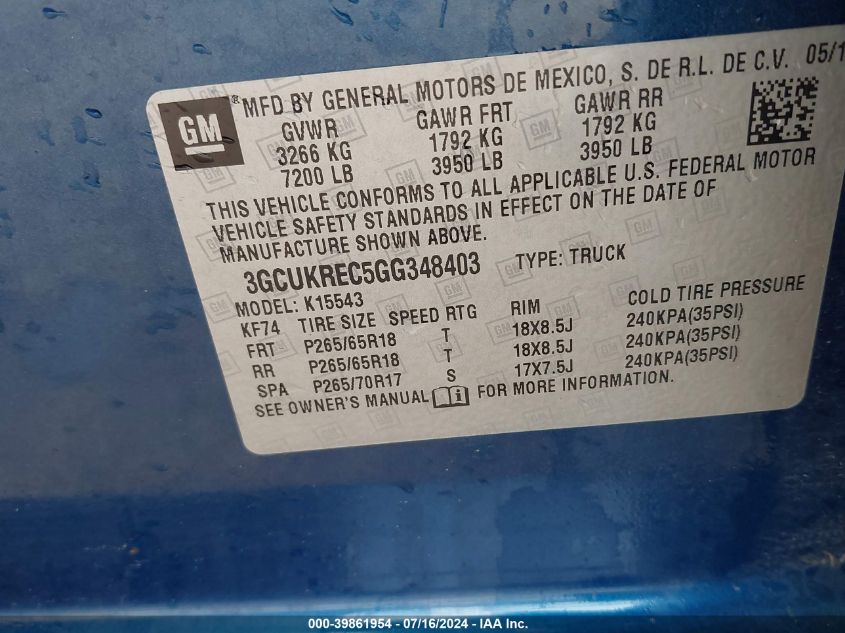 GM
® MFD BY GENERAL MOTORS DE MEXICO, S. DE R.L. DE C.V. 05/1
GVWR GAWR FRT GAWR RR
3266 KG 1792 KG 1792 KG
7200 LB 3950 LB 3950 LB
THIS VEHICLE CONFORMS TO ALL APPLICABLE U.S. FEDERAL MOTOR
VEHICLE SAFETY STANDARDS IN EFFECT ON THE DATE OF
MANUFACTURE SHOWN ABOVE.
3GCUKREC5GG348403 TYPE: TRUCK
MODEL: K15543
KF74 TIRE SIZE SPEED RTG RIM COLD TIRE PRESSURE
FRT P265/65R18 T 18X8.5J 240KPA(35PSI)
RR P265/65R18 T 18X8.5J 240KPA(35PSI)
SPA P265/70R17 S 17X7.5J 240KPA(35PSI)
SEE OWNER'S MANUAL i FOR MORE INFORMATION.
000-39861954 - 07/16/2024 - IAA Inc.